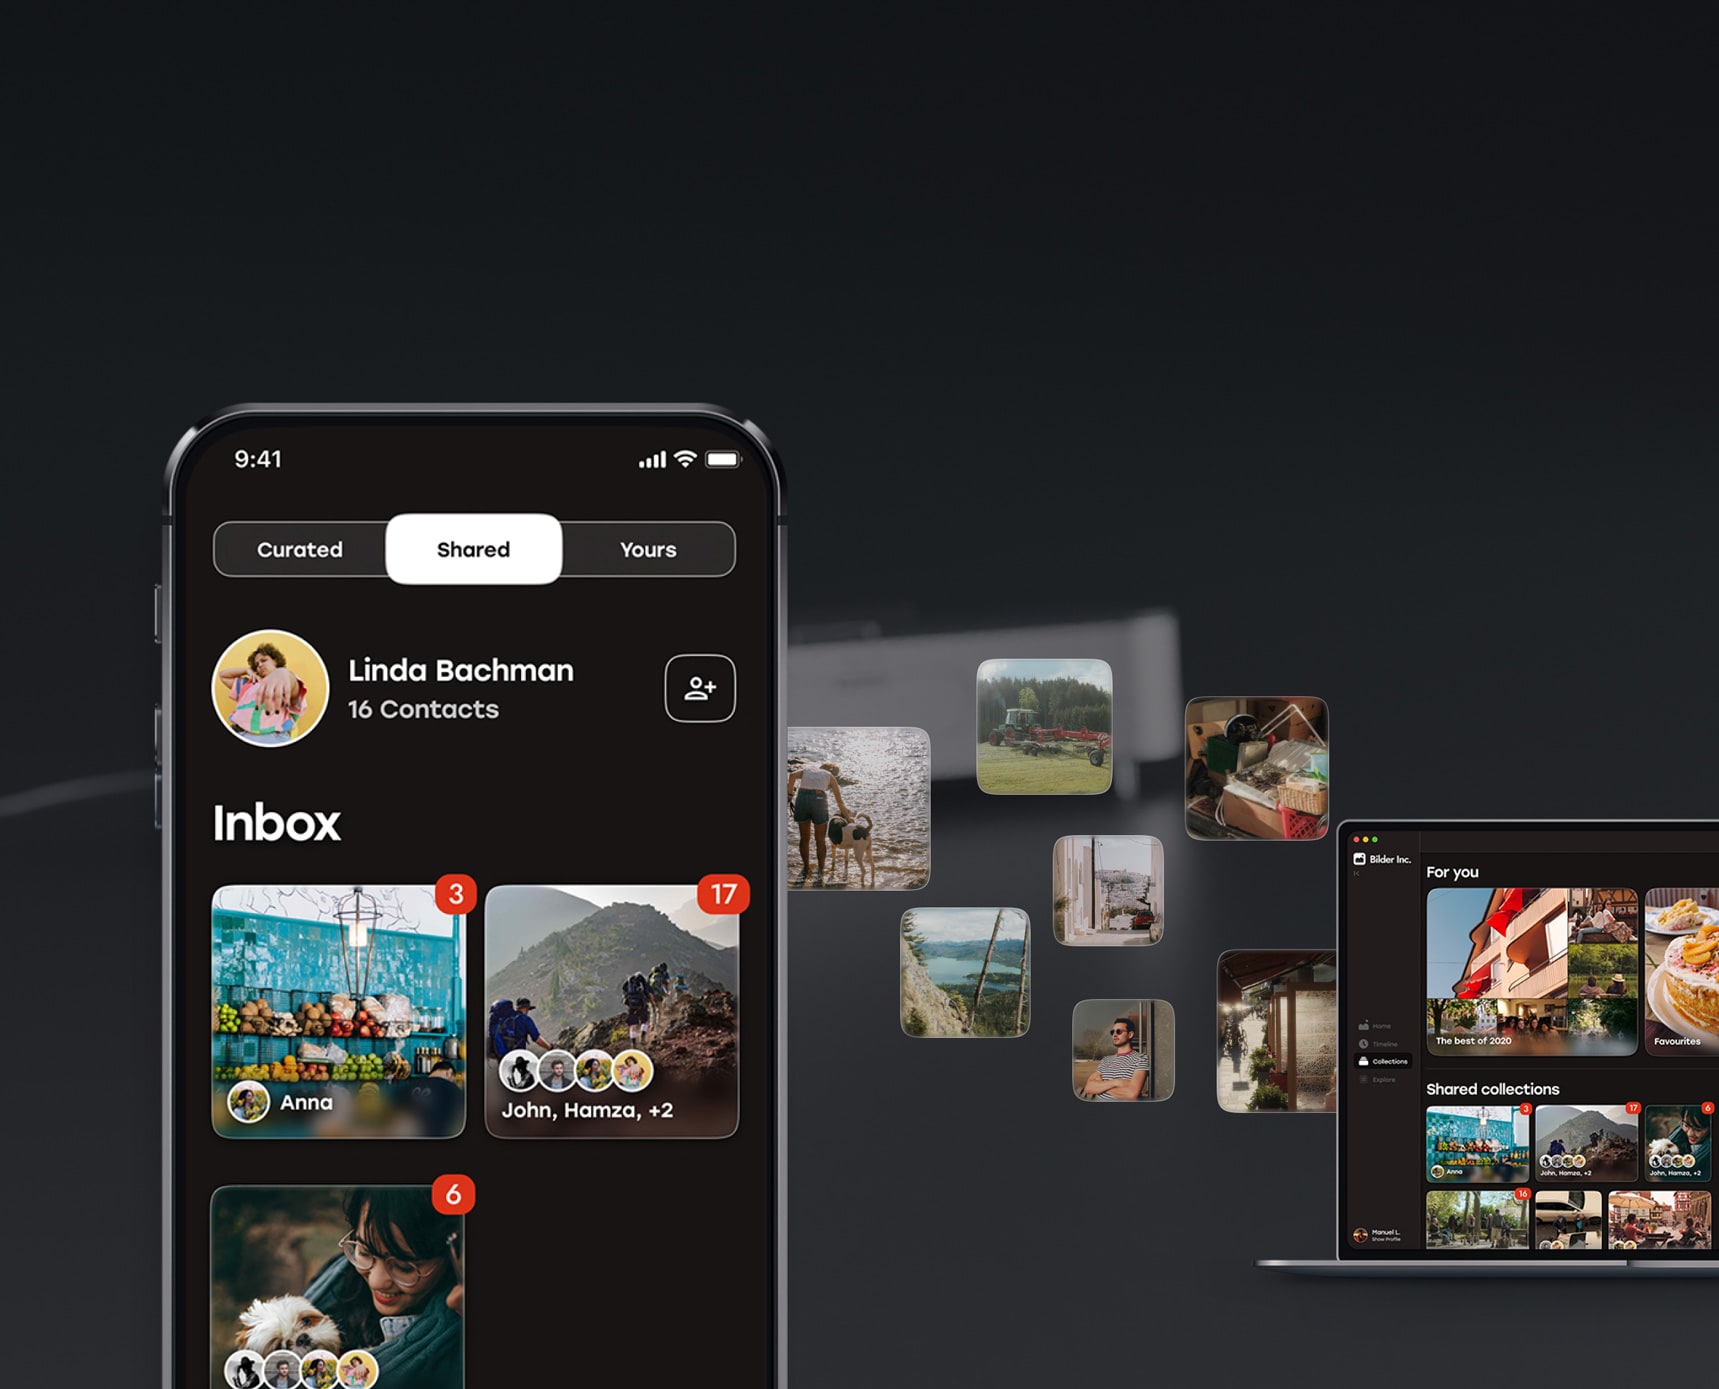 9:41
Curated
Shared
Yours
Linda Bachman
16 Contacts
Inbox
3
17
Anna
John, Hamza, +2
6
Bilder Inc.
For you
The best of 2020
Favourites
Home
Timeline
Collections
Explore
Shared collections
3
17
6
Anna
John, Hamza, +2
John, Hamza, +2
16
Manuel L.
Show Profile